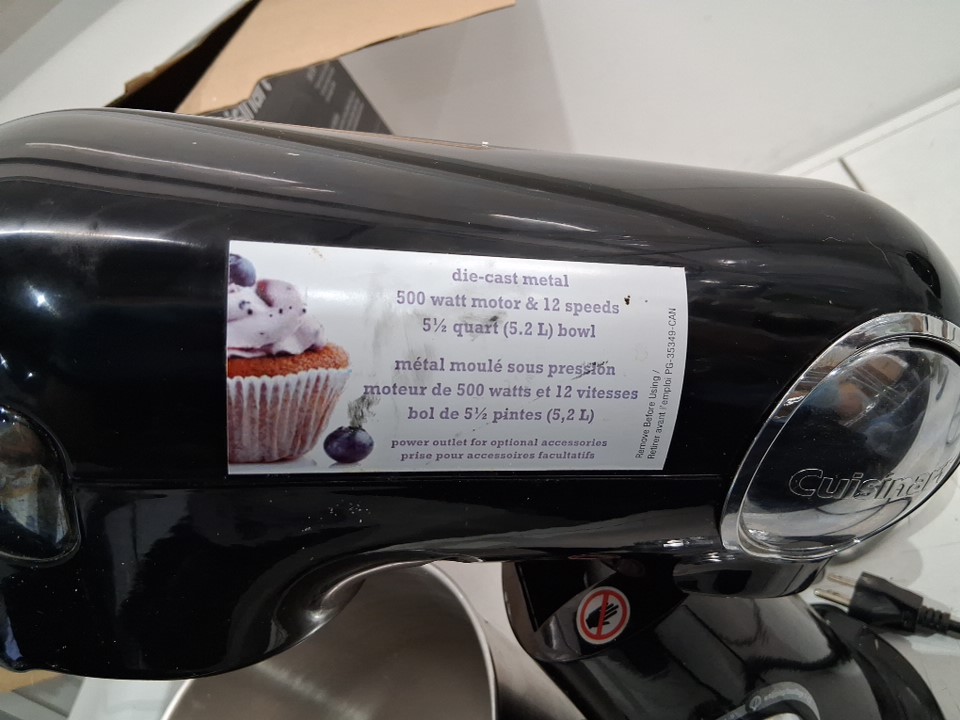 die-cast metal
500 watt motor & 12 speeds
5½ quart (5.2 L) bowl
métal moulé sous pression
moteur de 500 watts et 12 vitesses
bol de 5½ pintes (5,2 L)
power outlet for optional accessories
prise pour accessoires facultatifs
Remove Before Using /
Retirer avant l'emploi PG-35349-CAN
Cuisinart